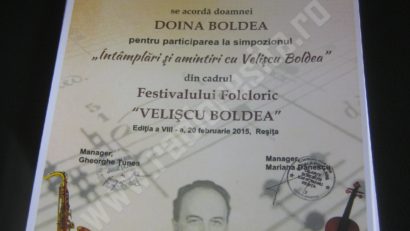 se acordă doamnei
DOINA BOLDEA
pentru participarea la simpozionul
„Întâmplări și amintiri cu Velișcu Boldea”
din cadrul
Festivalului Folcloric
“VELIȘCU BOLDEA”
Ediția a VIII - a, 20 februarie 2015, Reșița
Manager,
Gheorghe Țunea
Manager,
Mariana Dănescu